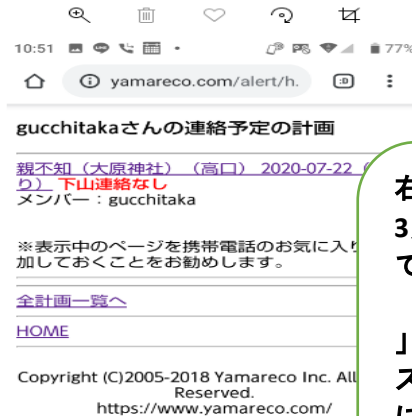 10:51
77%
yamareco.com/alert/h.
:D
gucchitakaさんの連絡予定の計画
親不知（大原神社）（高口） 2020-07-22
り） 下山連絡なし
メンバー：gucchitaka
※表示中のページを携帯電話のお気に入り
加しておくことをお勧めします。
全計画一覧へ
HOME
Copyright (C)2005-2018 Yamareco Inc. All
Reserved.
https://www.yamareco.com/
右
3
て
」
ス